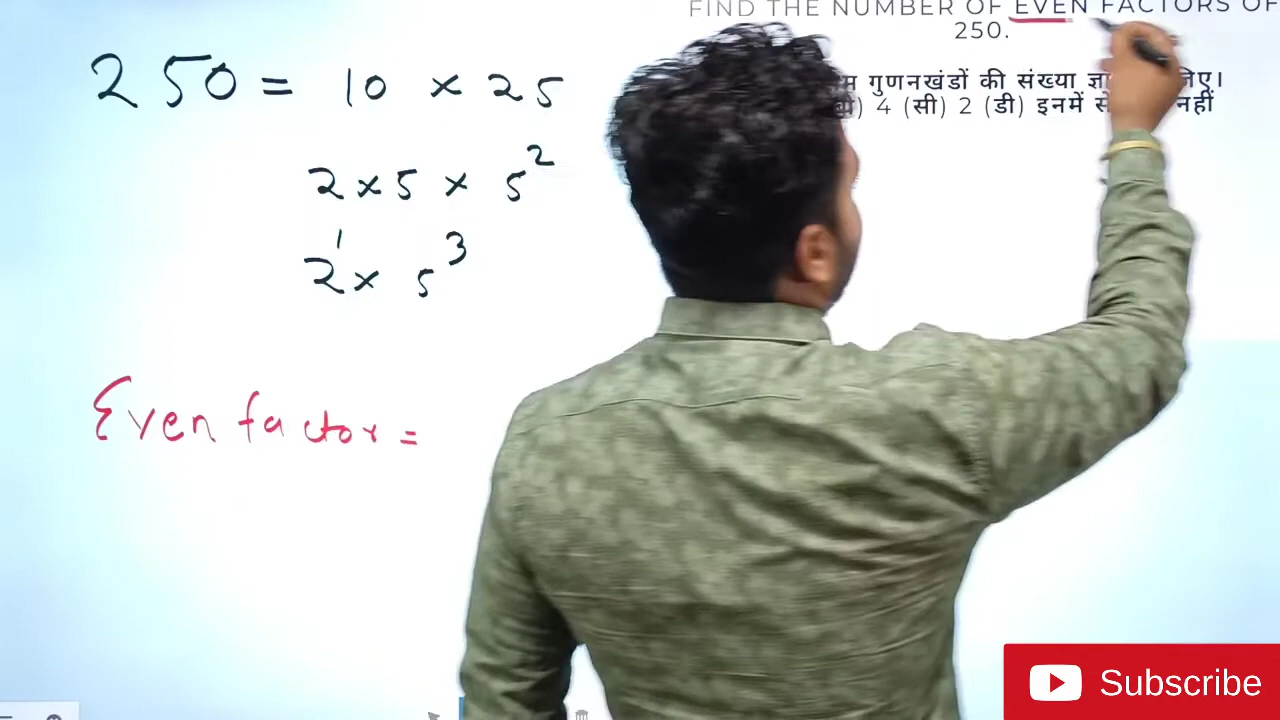 FIND THE NUMBER OF EVEN FACTORS OF
250.
गुणनखंडों की संख्या
4 (सी) 2 (डी) इनमें नहीं
250 = 10 × 25
2 × 5 × 5²
2¹ × 5³
Even factor =
Subscribe